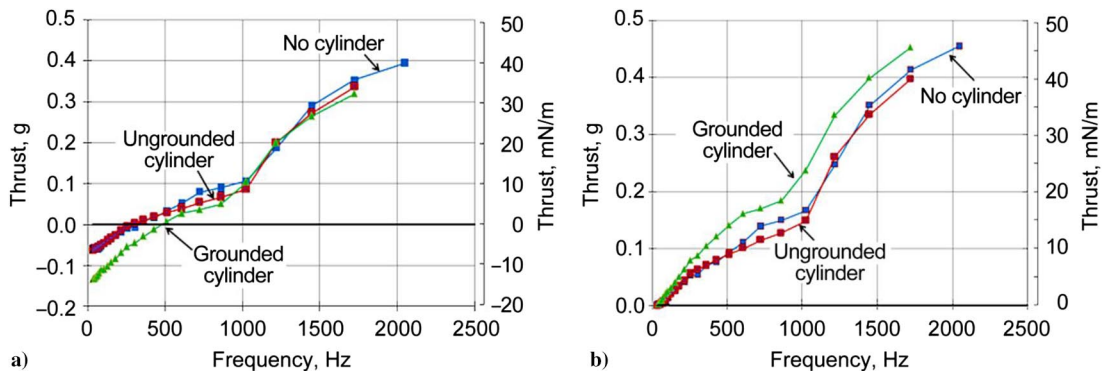 0.5
0.4
0.3
0.2
0.1
0.0
−0.1
−0.2
Thrust, g
50
40
30
20
10
0
−10
−20
Thrust, mN/m
No cylinder
Ungrounded
cylinder
Grounded
cylinder
0 500 1000 1500 2000 2500
a)
Frequency, Hz
0.5
0.4
0.3
0.2
0.1
0.0
Thrust, g
50
40
30
20
10
0
Thrust, mN/m
No cylinder
Grounded
cylinder
Ungrounded
cylinder
0 500 1000 1500 2000 2500
b)
Frequency, Hz